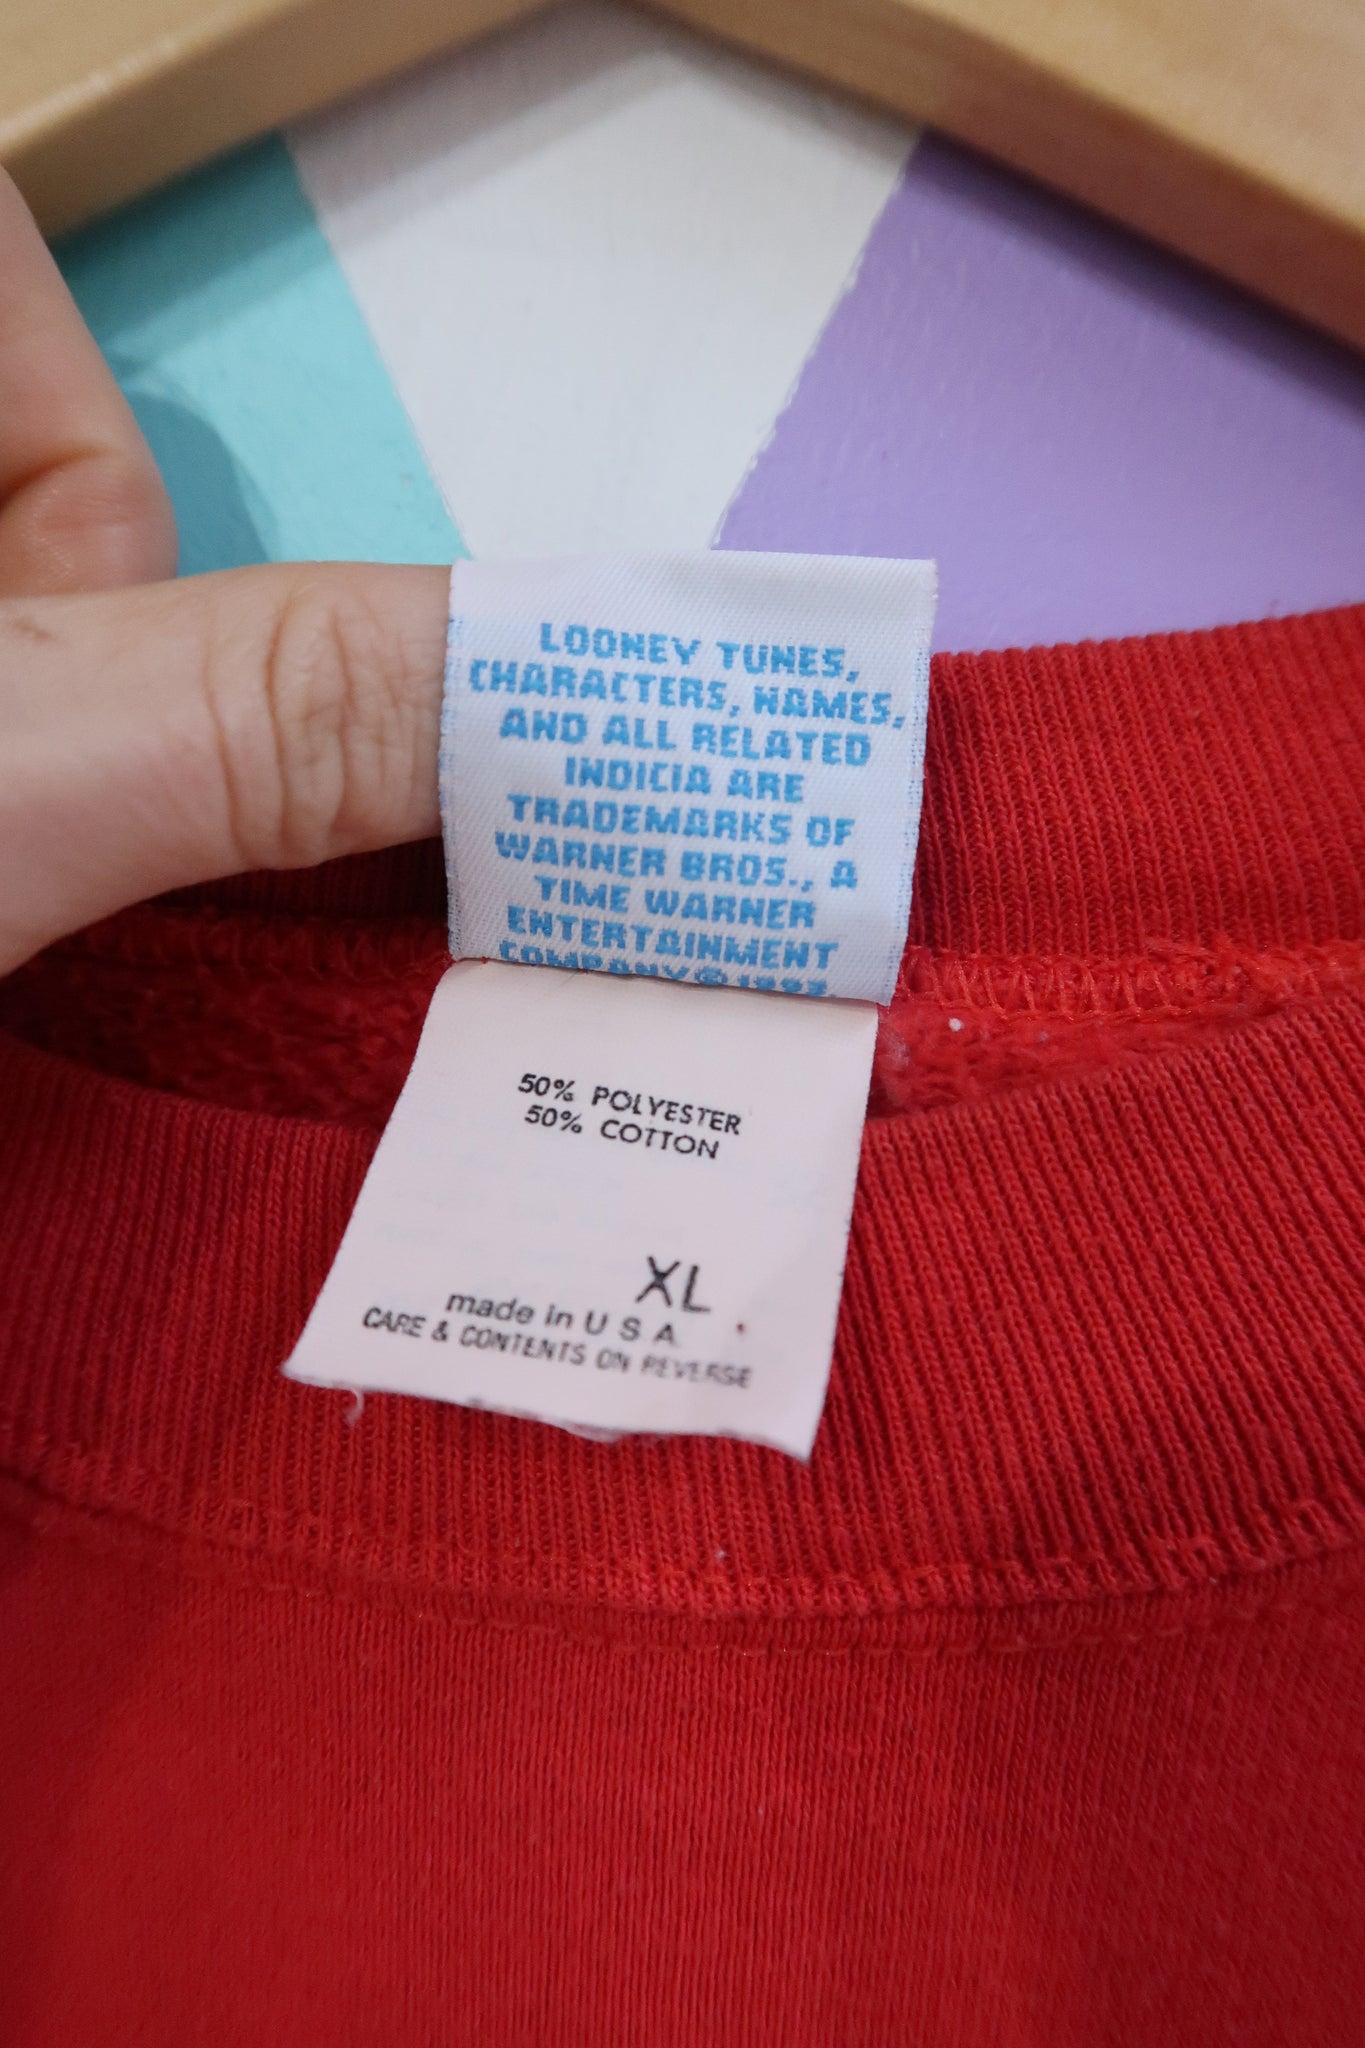 LOONEY TUNES,
CHARACTERS, NAMES,
AND ALL RELATED
INDICIA ARE
TRADEMARKS OF
WARNER BROS., A
TIME WARNER
ENTERTAINMENT
COMPANY ©
50% POLYESTER
50% COTTON
XL
made in U S A
CARE & CONTENTS ON REVERSE